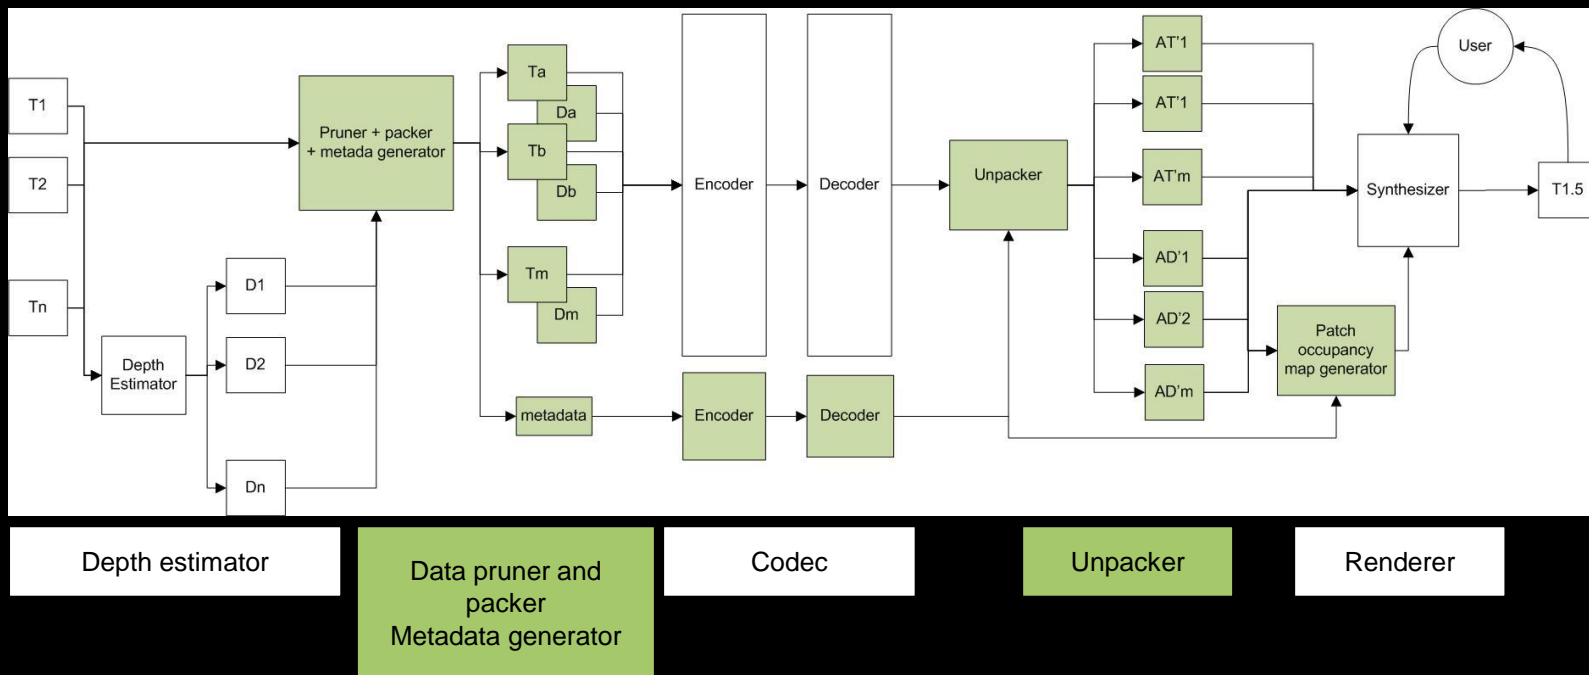 T1
T2
Tn
Depth
Estimator
D1
D2
Dn
Pruner + packer
+ metada generator
Ta
Da
Tb
Db
Tm
Dm
metadata
Encoder
Decoder
Encoder
Decoder
Unpacker
AT'1
AT'1
AT'm
AD'1
AD'2
AD'm
Patch
occupancy
map generator
Synthesizer
User
T1.5
Depth estimator
Data pruner and
packer
Metadata generator
Codec
Unpacker
Renderer